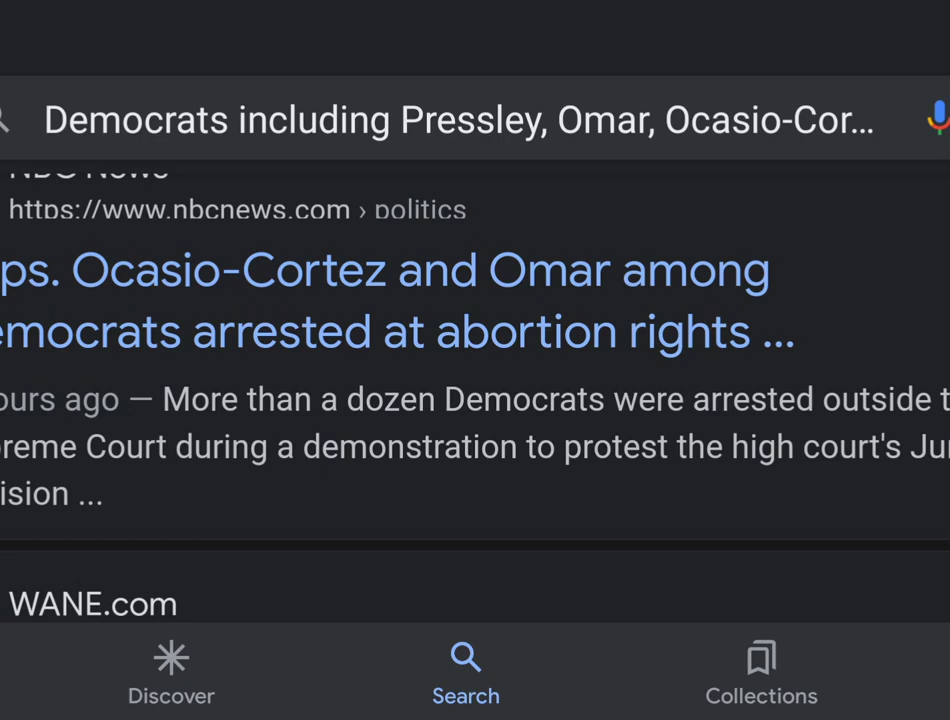 Democrats including Pressley, Omar, Ocasio-Cor...
NBC News
https://www.nbcnews.com › politics
ps. Ocasio-Cortez and Omar among
emocrats arrested at abortion rights ...
ours ago — More than a dozen Democrats were arrested outside t
preme Court during a demonstration to protest the high court's Ju
ision ...
WANE.com
Discover
Search
Collections